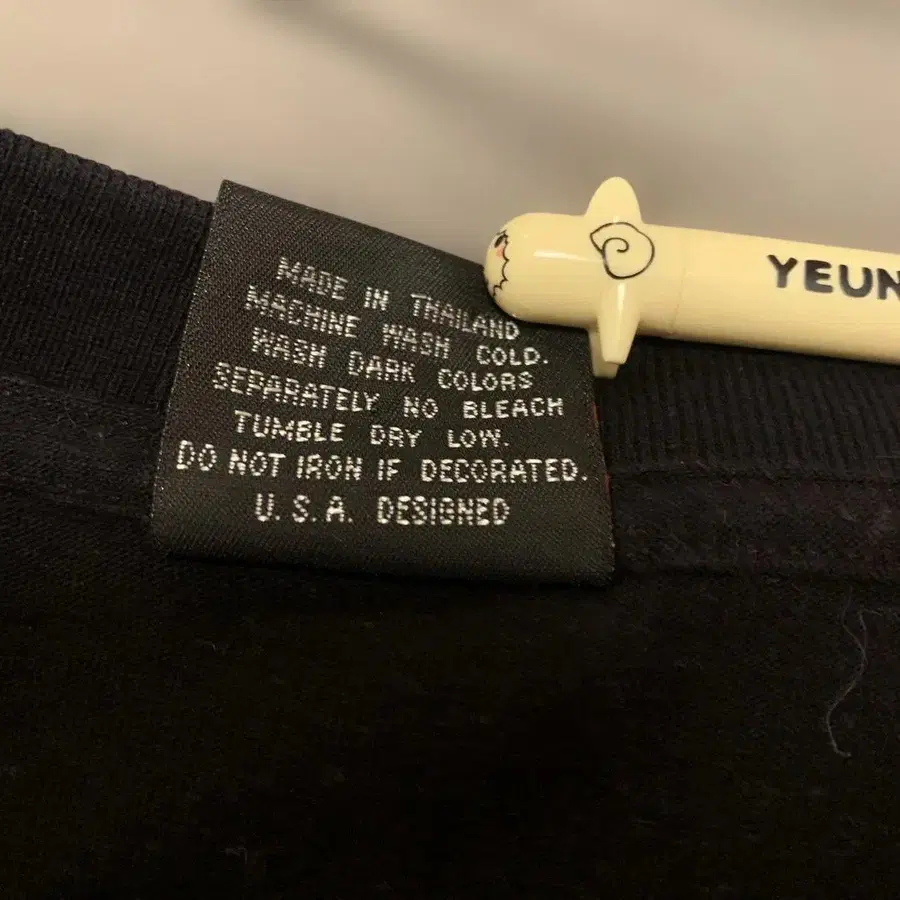 MADE IN THAILAND
MACHINE WASH COLD.
WASH DARK COLORS
SEPARATELY NO BLEACH
TUMBLE DRY LOW.
DO NOT IRON IF DECORATED.
U.S.A. DESIGNED
YEUN